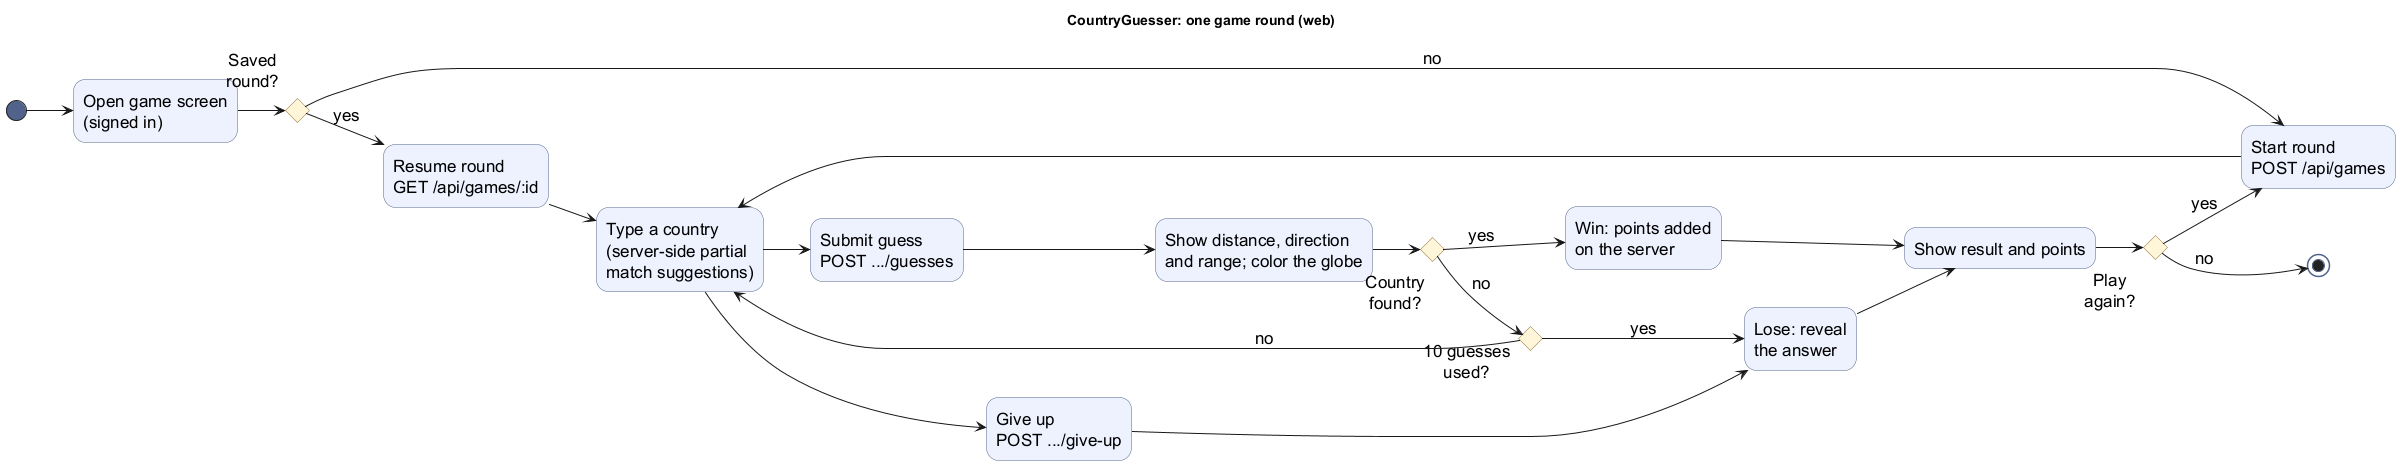 CountryGuesser: one game round (web)
Open game screen
(signed in)
Saved
round?
no
yes
Resume round
GET /api/games/:id
Type a country
(server-side partial
match suggestions)
Submit guess
POST .../guesses
Show distance, direction
and range; color the globe
Country
found?
yes
no
Win: points added
on the server
10 guesses
used?
no
yes
Give up
POST .../give-up
Lose: reveal
the answer
Show result and points
Play
again?
yes
no
Start round
POST /api/games